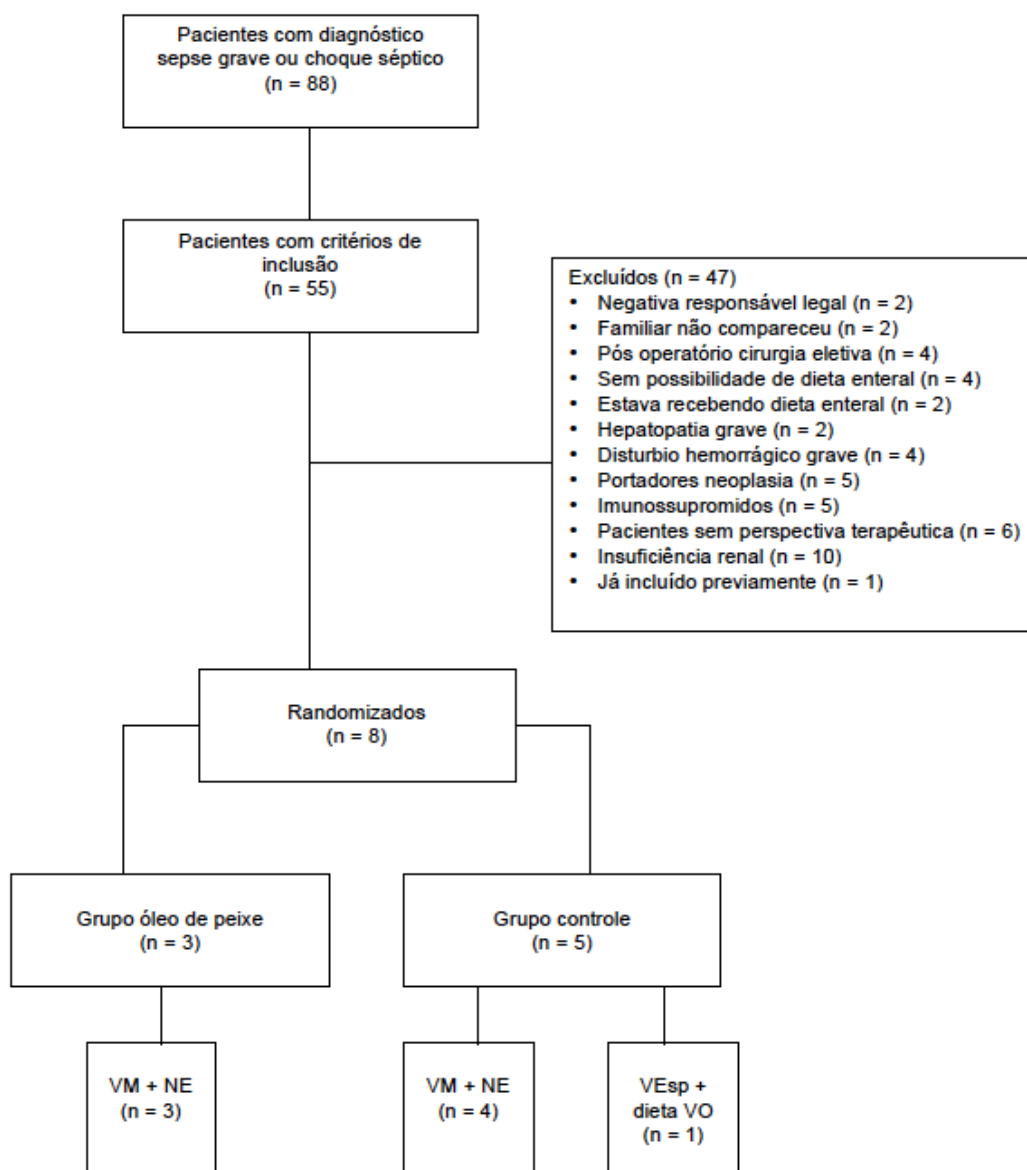 Pacientes com diagnóstico
sepse grave ou choque séptico
(n = 88)
Pacientes com critérios de
inclusão
(n = 55)
Excluídos (n = 47)
• Negativa responsável legal (n = 2)
• Familiar não compareceu (n = 2)
• Pós operatório cirurgia eletiva (n = 4)
• Sem possibilidade de dieta enteral (n = 4)
• Estava recebendo dieta enteral (n = 2)
• Hepatopatia grave (n = 2)
• Disturbio hemorrágico grave (n = 4)
• Portadores neoplasia (n = 5)
• Imunossupromidos (n = 5)
• Pacientes sem perspectiva terapêutica (n = 6)
• Insuficiência renal (n = 10)
• Já incluído previamente (n = 1)
Randomizados
(n = 8)
Grupo óleo de peixe
(n = 3)
Grupo controle
(n = 5)
VM + NE
(n = 3)
VM + NE
(n = 4)
VEsp +
dieta VO
(n = 1)